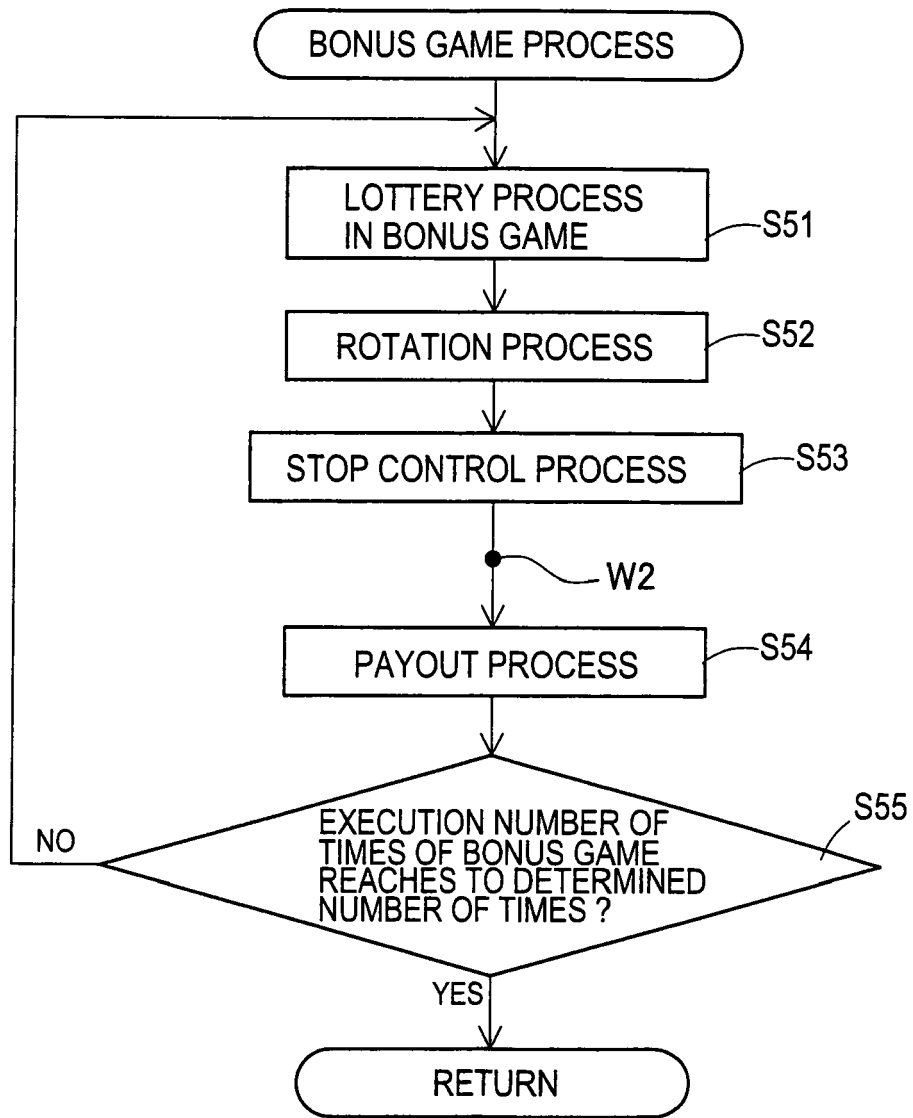 BONUS GAME PROCESS
LOTTERY PROCESS
IN BONUS GAME
S51
ROTATION PROCESS
S52
STOP CONTROL PROCESS
S53
W2
PAYOUT PROCESS
S54
EXECUTION NUMBER OF
TIMES OF BONUS GAME
REACHES TO DETERMINED
NUMBER OF TIMES ?
S55
NO
YES
RETURN